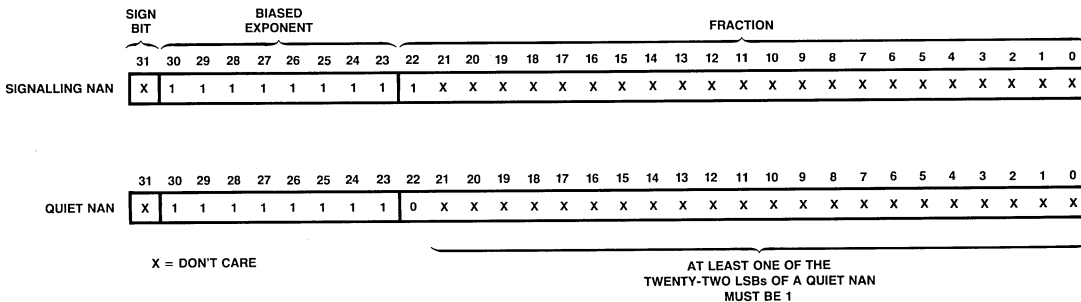 SIGN BIT
BIASED EXPONENT
FRACTION
31 30 29 28 27 26 25 24 23 22 21 20 19 18 17 16 15 14 13 12 11 10 9 8 7 6 5 4 3 2 1 0
SIGNALLING NAN X 1 1 1 1 1 1 1 1 1 X X X X X X X X X X X X X X X X X X X X X X
31 30 29 28 27 26 25 24 23 22 21 20 19 18 17 16 15 14 13 12 11 10 9 8 7 6 5 4 3 2 1 0
QUIET NAN X 1 1 1 1 1 1 1 1 0 X X X X X X X X X X X X X X X X X X X X X X
X = DON'T CARE
AT LEAST ONE OF THE
TWENTY-TWO LSBs OF A QUIET NAN
MUST BE 1